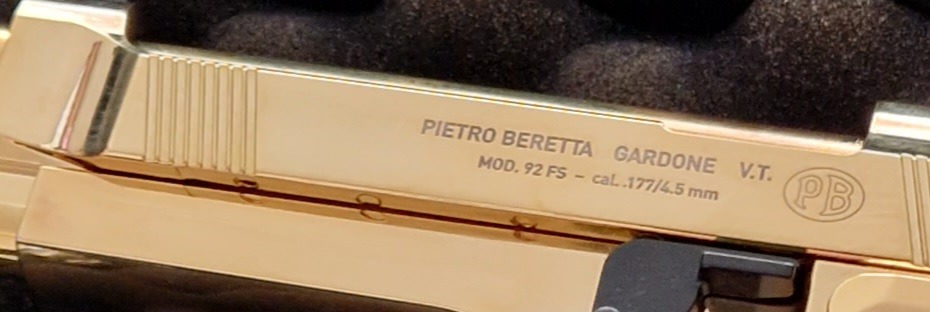 PIETRO BERETTA GARDONE V.T.
MOD. 92 FS – cal. .177/4.5 mm
PB